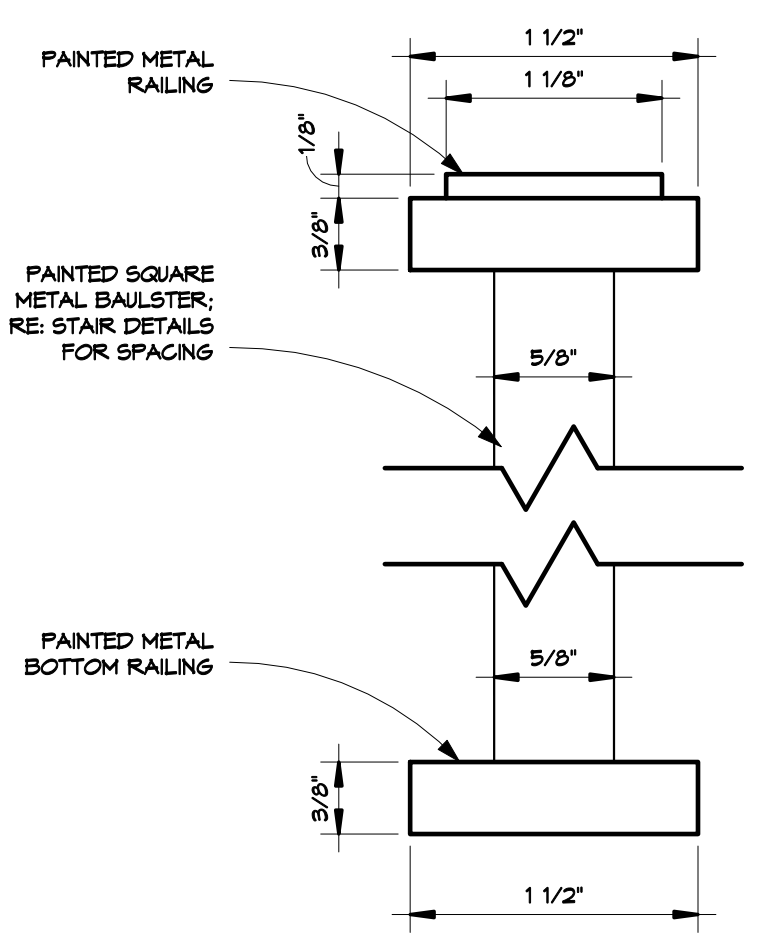 1 1/2"
PAINTED METAL
RAILING
1 1/8"
1/8"
3/8"
PAINTED SQUARE
METAL BAULSTER;
RE: STAIR DETAILS
FOR SPACING
5/8"
PAINTED METAL
BOTTOM RAILING
5/8"
3/8"
1 1/2"